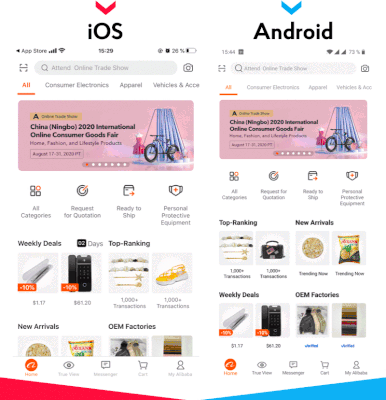 iOS
Android
App Store
15:29
26 %
Attend Online Trade Show
All
Consumer Electronics
Apparel
Vehicles & Acce
Online Trade Show
China (Ningbo) 2020 International
Online Consumer Goods Fair
Home, Fashion, and Lifestyle Products
August 17-31, 2020 PT
All
Categories
Request
for Quotation
Ready to
Ship
Personal
Protective
Equipment
Weekly Deals
02 Days
Top-Ranking
-10%
-10%
$1.17
$61.20
1,000+
Transactions
1,000+
Transactions
New Arrivals
OEM Factories
Home
True View
Messenger
Cart
My Alibaba
15:44
73 %
Attend Online Trade Show
All
Consumer Electronics
Apparel
Vehicles & Acc
Online Trade Show
China (Ningbo) 2020 International
Online Consumer Goods Fair
Home, Fashion, and Lifestyle Products
August 17-31, 2020 PT
All
Categories
Request for
Quotation
Ready to
Ship
Personal
Protective
Equipment
Top-Ranking
New Arrivals
1,000+
Transactions
1,000+
Transactions
Trending Now
Trending Now
Weekly Deals
OEM Factories
-10%
-10%
$1.17
$61.20
Verified
Verified
Home
True View
Messenger
Cart
My Alibaba